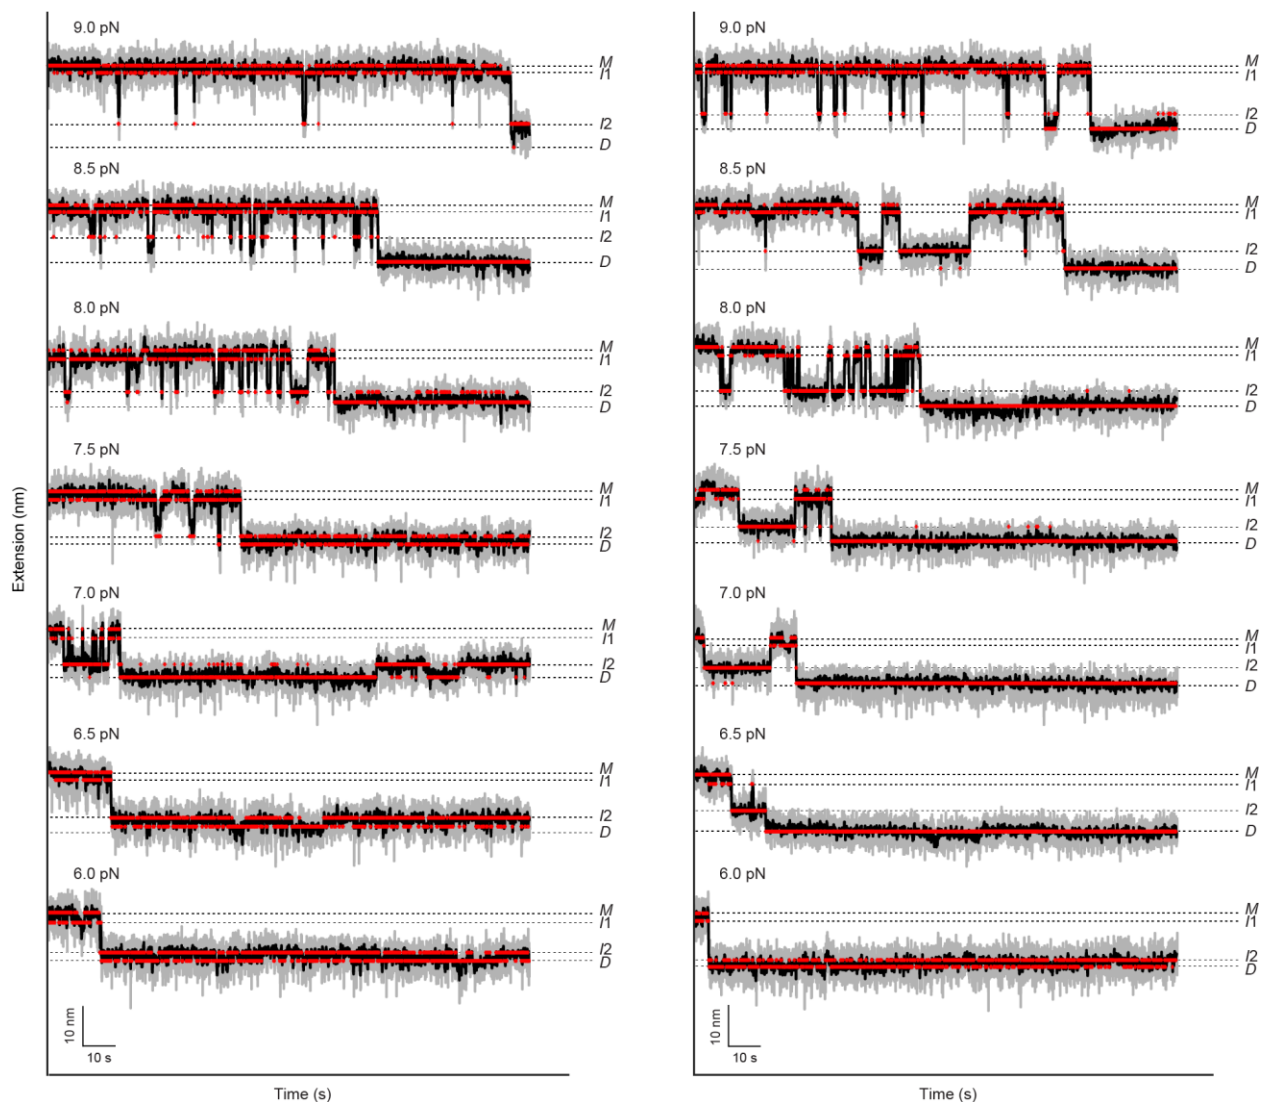 9.0 pN
M
I1
I2
D
8.5 pN
M
I1
I2
D
8.0 pN
M
I1
I2
D
7.5 pN
M
I1
I2
D
7.0 pN
M
I1
I2
D
6.5 pN
M
I1
I2
D
6.0 pN
M
I1
I2
D
Extension (nm)
10 nm
10 s
Time (s)
9.0 pN
M
I1
I2
D
8.5 pN
M
I1
I2
D
8.0 pN
M
I1
I2
D
7.5 pN
M
I1
I2
D
7.0 pN
M
I1
I2
D
6.5 pN
M
I1
I2
D
6.0 pN
M
I1
I2
D
10 nm
10 s
Time (s)